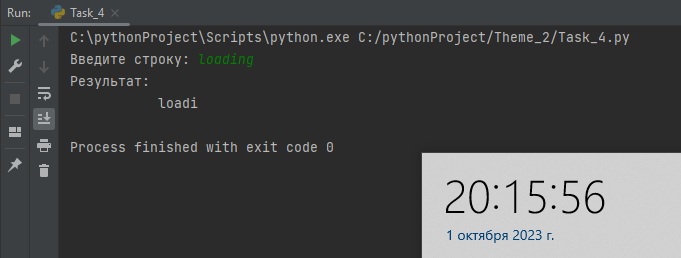 Run: Task_4
C:\pythonProject\Scripts\python.exe C:/pythonProject/Theme_2/Task_4.py
Введите строку: loading
Результат:
loadi
Process finished with exit code 0
20:15:56
1 октября 2023 г.